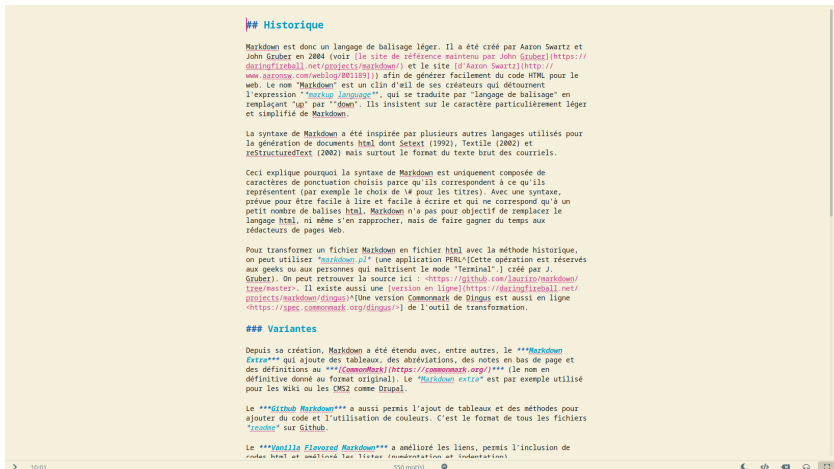 ## Historique
Markdown est donc un langage de balisage léger. Il a été créé par Aaron Swartz et
John Gruber en 2004 (voir [le site de référence maintenu par John Gruber](https://
daringfireball.net/projects/markdown/) et le site [d'Aaron Swartz](http://
www.aaronsw.com/weblog/001189])) afin de générer facilement du code HTML pour le
web. Le nom "Markdown" est un clin d'œil de ses créateurs qui détournent
l'expression "*markup language*", qui se traduit par "langage de balisage" en
remplaçant "up" par ""down". Ils insistent sur le caractère particulièrement léger
et simplifié de Markdown.
La syntaxe de Markdown a été inspirée par plusieurs autres langages utilisés pour
la génération de documents html dont Setext (1992), Textile (2002) et
reStructuredText (2002) mais surtout le format du texte brut des courriels.
Ceci explique pourquoi la syntaxe de Markdown est uniquement composée de
caractères de ponctuation choisis parce qu'ils correspondent à ce qu'ils
représentent (par exemple le choix de \# pour les titres). Avec une syntaxe,
prévue pour être facile à lire et facile à écrire et qui ne correspond qu'à un
petit nombre de balises html, Markdown n'a pas pour objectif de remplacer le
langage html, ni même s'en rapprocher, mais de faire gagner du temps aux
rédacteurs de pages Web.
Pour transformer un fichier Markdown en fichier html avec la méthode historique,
on peut utiliser *markdown.pl* (une application PERL^[Cette opération est réservés
aux geeks ou aux personnes qui maîtrisent le mode "Terminal".] créé par J.
Gruber). On peut retrouver la source ici : <https://github.com/lauriro/markdown/
tree/master>. Il existe aussi une [version en ligne](https://daringfireball.net/
projects/markdown/dingus)^[Une version Commonmark de Dingus est aussi en ligne
<https://spec.commonmark.org/dingus/>] de l'outil de transformation.
### Variantes
Depuis sa création, Markdown a été étendu avec, entre autres, le ***Markdown
Extra*** qui ajoute des tableaux, des abréviations, des notes en bas de page et
des définitions au ***[CommonMark](https://commonmark.org/)*** (le nom en
définitive donné au format original). Le *Markdown extra* est par exemple utilisé
pour les Wiki ou les CMS2 comme Drupal.
Le ***Github Markdown*** a aussi permis l'ajout de tableaux et des méthodes pour
ajouter du code et l'utilisation de couleurs. C'est le format de tous les fichiers
*readme* sur Github.
Le ***Vanilla Flavored Markdown*** a amélioré les liens, permis l'inclusion de
codes html et amélioré les listes (numérotation et indentation).
10:01
550 mot(s)